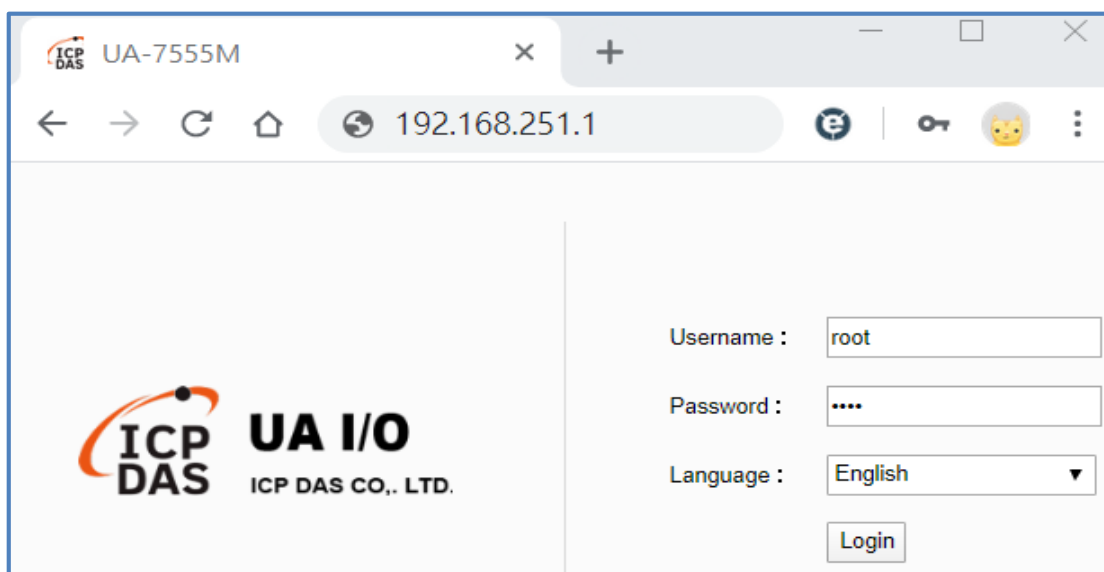 ICP DAS UA-7555M
192.168.251.1
Username :
root
Password :
••••
Language :
English
Login
ICP
DAS
UA I/O
ICP DAS CO,. LTD.